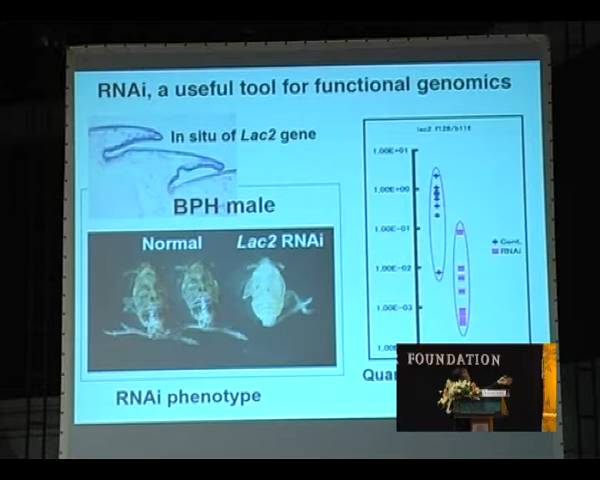 RNAi, a useful tool for functional genomics
In situ of Lac2 gene
BPH male
Normal
Lac2 RNAi
RNAi phenotype
1.00E+01
1.00E+00
1.00E-01
1.00E-02
1.00E-03
Cont.
RNAi
FOUNDATION